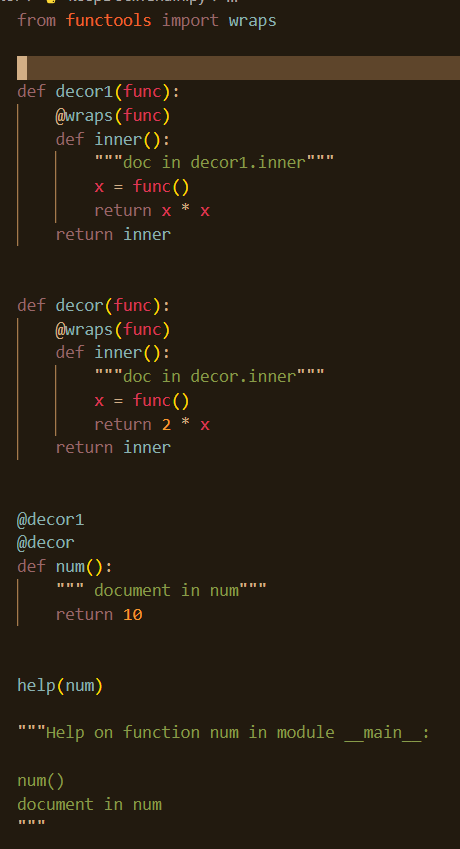 from functools import wraps
def decor1(func):
    @wraps(func)
    def inner():
        """doc in decor1.inner"""
        x = func()
        return x * x
    return inner
def decor(func):
    @wraps(func)
    def inner():
        """doc in decor.inner"""
        x = func()
        return 2 * x
    return inner
@decor1
@decor
def num():
    """ document in num"""
    return 10
help(num)
"""Help on function num in module __main__:
num()
document in num
"""